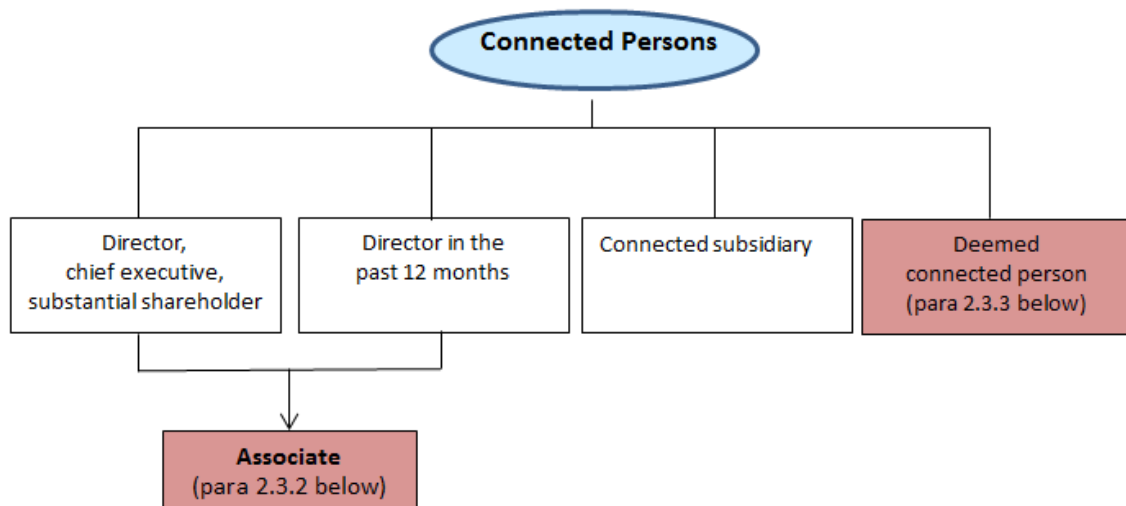 Connected Persons
Director,
chief executive,
substantial shareholder
Director in the
past 12 months
Connected subsidiary
Deemed
connected person
(para 2.3.3 below)
Associate
(para 2.3.2 below)